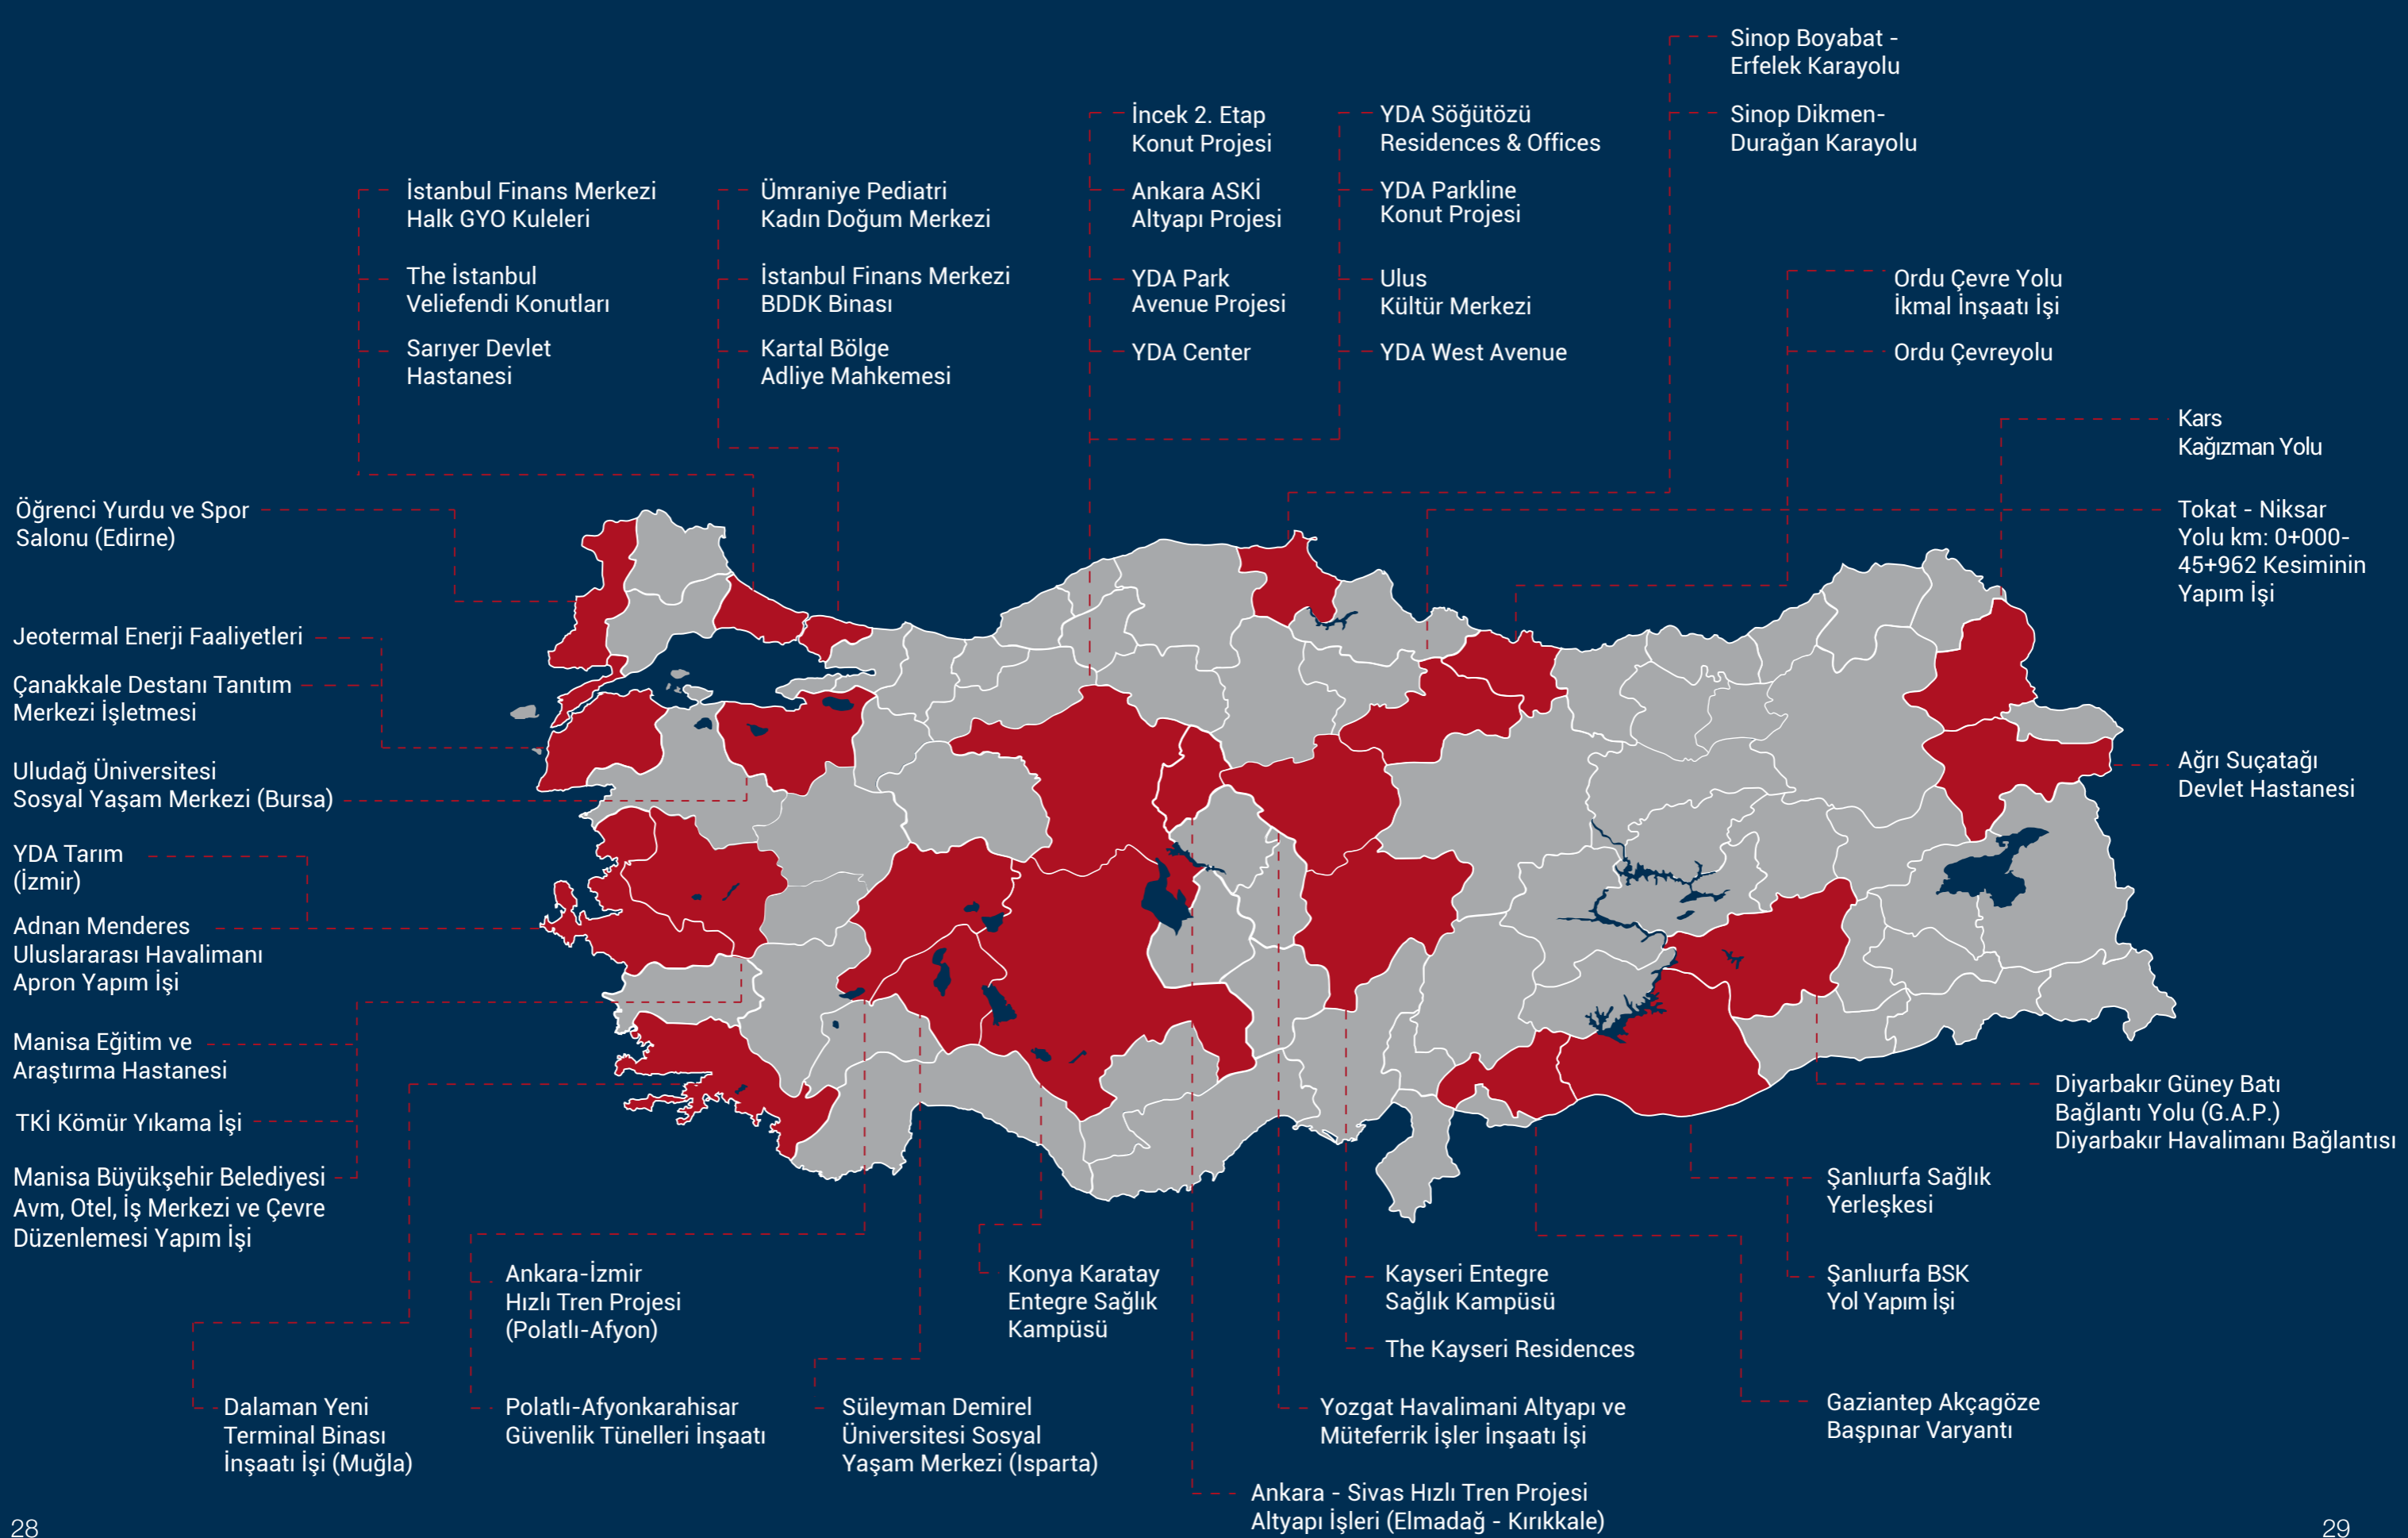 Sinop Boyabat -
Erfelek Karayolu
Sinop Dikmen-
Durağan Karayolu
İncek 2. Etap
Konut Projesi
Ankara ASKİ
Altyapı Projesi
YDA Park
Avenue Projesi
YDA Center
YDA Söğütözü
Residences & Offices
YDA Parkline
Konut Projesi
Ulus
Kültür Merkezi
YDA West Avenue
İstanbul Finans Merkezi
Halk GYO Kuleleri
The İstanbul
Veliefendi Konutları
Sarıyer Devlet
Hastanesi
Ümraniye Pediatri
Kadın Doğum Merkezi
İstanbul Finans Merkezi
BDDK Binası
Kartal Bölge
Adliye Mahkemesi
Ordu Çevre Yolu
İkmal İnşaatı İşi
Ordu Çevreyolu
Kars
Kağızman Yolu
Tokat - Niksar
Yolu km: 0+000-
45+962 Kesiminin
Yapım İşi
Ağrı Suçatağı
Devlet Hastanesi
Öğrenci Yurdu ve Spor
Salonu (Edirne)
Jeotermal Enerji Faaliyetleri
Çanakkale Destanı Tanıtım
Merkezi İşletmesi
Uludağ Üniversitesi
Sosyal Yaşam Merkezi (Bursa)
YDA Tarım
(İzmir)
Adnan Menderes
Uluslararası Havalimanı
Apron Yapım İşi
Manisa Eğitim ve
Araştırma Hastanesi
TKİ Kömür Yıkama İşi
Manisa Büyükşehir Belediyesi
Avm, Otel, İş Merkezi ve Çevre
Düzenlemesi Yapım İşi
Dalaman Yeni
Terminal Binası
İnşaatı İşi (Muğla)
Ankara-İzmir
Hızlı Tren Projesi
(Polatlı-Afyon)
Polatlı-Afyonkarahisar
Güvenlik Tünelleri İnşaatı
Süleyman Demirel
Üniversitesi Sosyal
Yaşam Merkezi (Isparta)
Konya Karatay
Entegre Sağlık
Kampüsü
Kayseri Entegre
Sağlık Kampüsü
The Kayseri Residences
Yozgat Havalimani Altyapı ve
Müteferrik İşler İnşaatı İşi
Ankara - Sivas Hızlı Tren Projesi
Altyapı İşleri (Elmadağ - Kırıkkale)
Diyarbakır Güney Batı
Bağlantı Yolu (G.A.P.)
Diyarbakır Havalimanı Bağlantısı
Şanlıurfa Sağlık
Yerleşkesi
Şanlıurfa BSK
Yol Yapım İşi
Gaziantep Akçagöze
Başpınar Varyantı
28
29